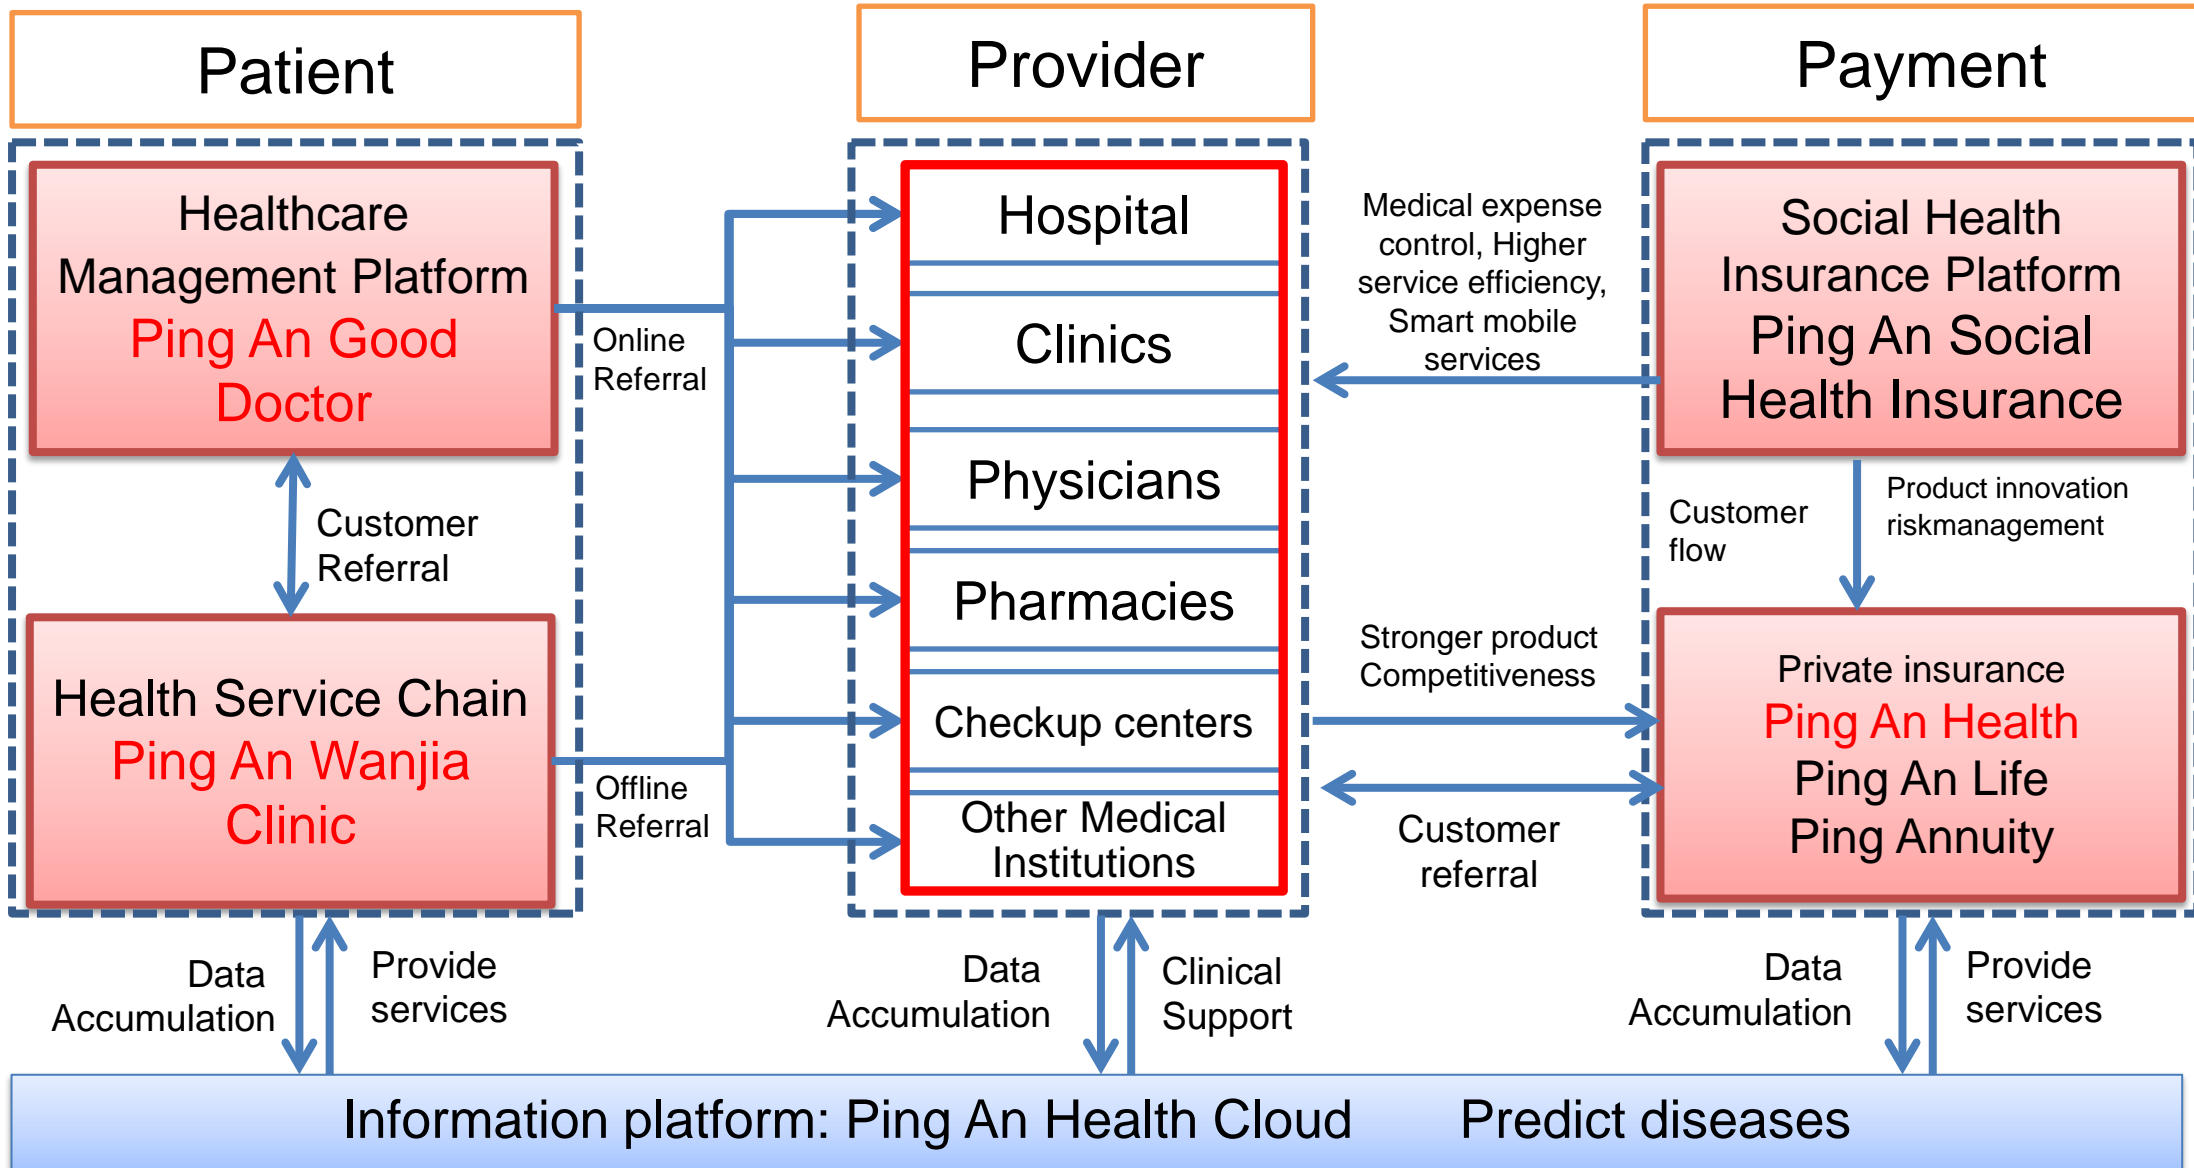 Patient
Provider
Payment
Healthcare
Management Platform
Ping An Good
Doctor
Customer
Referral
Health Service Chain
Ping An Wanjia
Clinic
Online
Referral
Offline
Referral
Hospital
Clinics
Physicians
Pharmacies
Checkup centers
Other Medical
Institutions
Medical expense
control, Higher
service efficiency,
Smart mobile
services
Stronger product
Competitiveness
Customer
referral
Social Health
Insurance Platform
Ping An Social
Health Insurance
Customer
flow
Product innovation
riskmanagement
Private insurance
Ping An Health
Ping An Life
Ping Annuity
Data
Accumulation
Provide
services
Data
Accumulation
Clinical
Support
Data
Accumulation
Provide
services
Information platform: Ping An Health Cloud Predict diseases